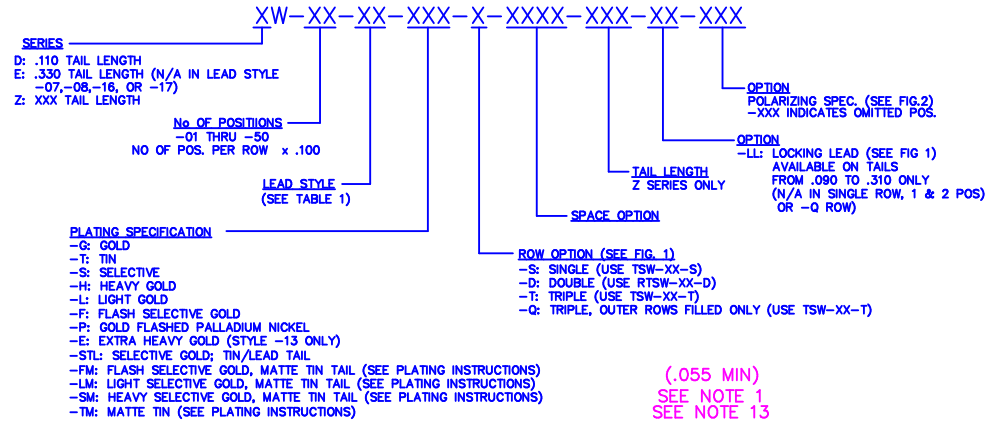 XW-XX-XX-XXX-X-XXXX-XXX-XX-XXX
SERIES
D: .110 TAIL LENGTH
E: .330 TAIL LENGTH (N/A IN LEAD STYLE
-07,-08,-16, OR -17)
Z: XXX TAIL LENGTH
No OF POSITIIONS
-01 THRU -50
NO OF POS. PER ROW x .100
LEAD STYLE
(SEE TABLE 1)
PLATING SPECIFICATION
-G: GOLD
-T: TIN
-S: SELECTIVE
-H: HEAVY GOLD
-L: LIGHT GOLD
-F: FLASH SELECTIVE GOLD
-P: GOLD FLASHED PALLADIUM NICKEL
-E: EXTRA HEAVY GOLD (STYLE -13 ONLY)
-STL: SELECTIVE GOLD; TIN/LEAD TAIL
-FM: FLASH SELECTIVE GOLD, MATTE TIN TAIL (SEE PLATING INSTRUCTIONS)
-LM: LIGHT SELECTIVE GOLD, MATTE TIN TAIL (SEE PLATING INSTRUCTIONS)
-SM: HEAVY SELECTIVE GOLD, MATTE TIN TAIL (SEE PLATING INSTRUCTIONS)
-TM: MATTE TIN (SEE PLATING INSTRUCTIONS)
OPTION
POLARIZING SPEC. (SEE FIG.2)
-XXX INDICATES OMITTED POS.
OPTION
-LL: LOCKING LEAD (SEE FIG 1)
AVAILABLE ON TAILS
FROM .090 TO .310 ONLY
(N/A IN SINGLE ROW, 1 & 2 POS)
OR -Q ROW)
TAIL LENGTH
Z SERIES ONLY
SPACE OPTION
ROW OPTION (SEE FIG. 1)
-S: SINGLE (USE TSW-XX-S)
-D: DOUBLE (USE RTSW-XX-D)
-T: TRIPLE (USE TSW-XX-T)
-Q: TRIPLE, OUTER ROWS FILLED ONLY (USE TSW-XX-T)
(.055 MIN)
SEE NOTE 1
SEE NOTE 13